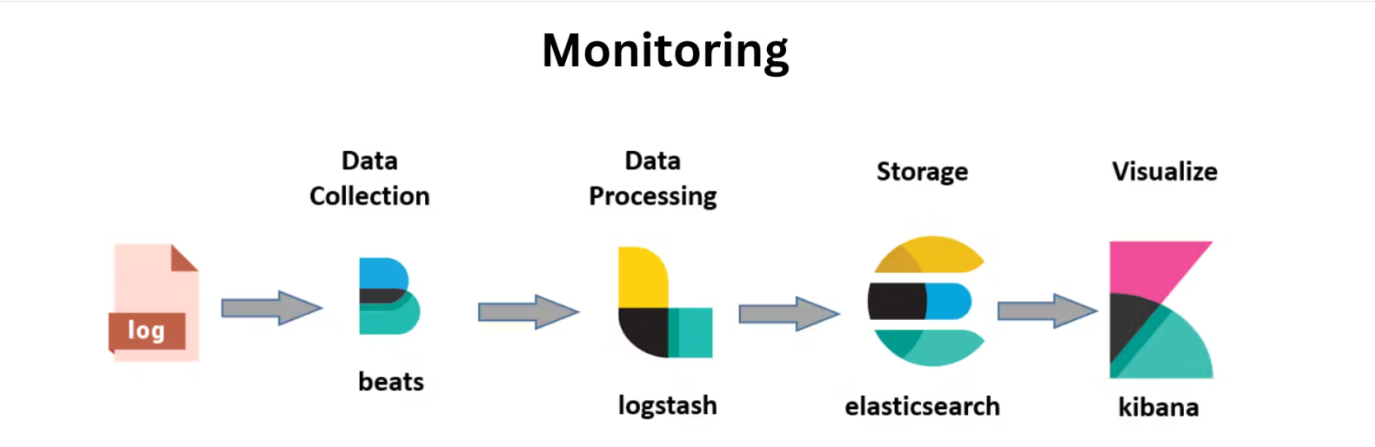 Monitoring
Data
Collection
Data
Processing
Storage
Visualize
log
beats
logstash
elasticsearch
kibana